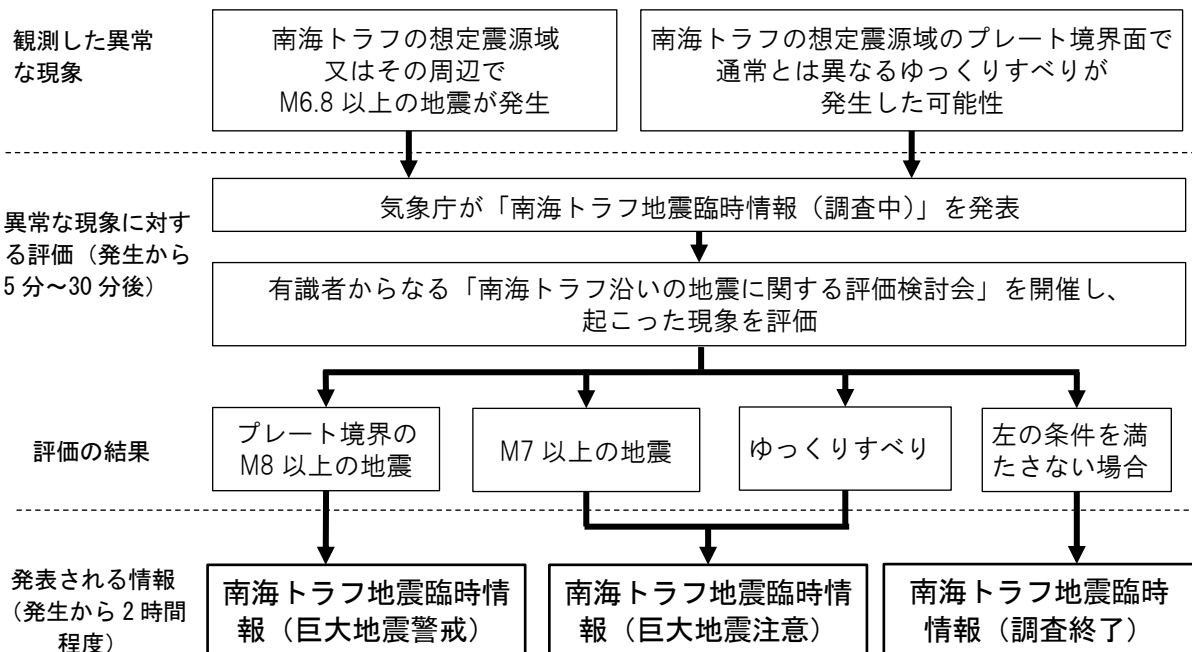 観測した異常
な現象
南海トラフの想定震源域
又はその周辺で
M6.8 以上の地震が発生
南海トラフの想定震源域のプレート境界面で
通常とは異なるゆっくりすべりが
発生した可能性
異常な現象に対す
る評価（発生から
5 分～30 分後）
気象庁が「南海トラフ地震臨時情報（調査中）」を発表
有識者からなる「南海トラフ沿いの地震に関する評価検討会」を開催し、
起こった現象を評価
評価の結果
プレート境界の
M8 以上の地震
M7 以上の地震
ゆっくりすべり
左の条件を満
たさない場合
発表される情報
（発生から 2 時間
程度）
南海トラフ地震臨時情
報（巨大地震警戒）
南海トラフ地震臨時情
報（巨大地震注意）
南海トラフ地震臨時
情報（調査終了）